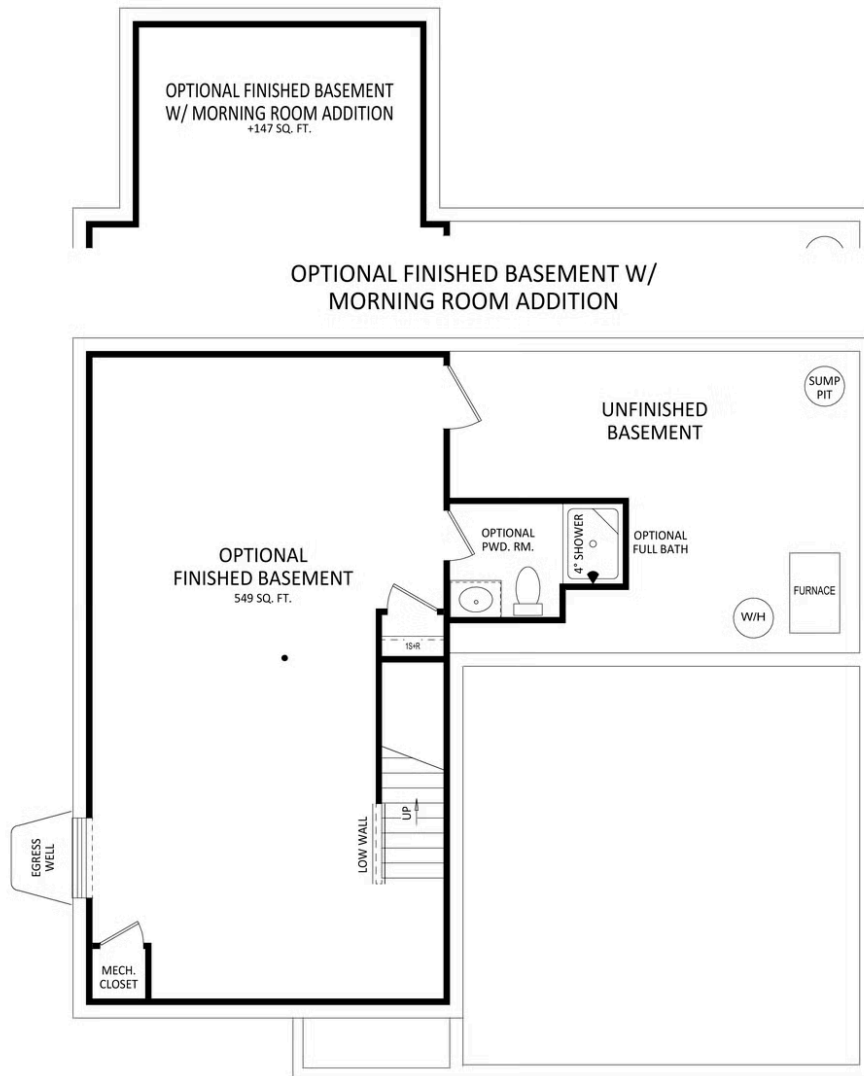 OPTIONAL FINISHED BASEMENT
W/ MORNING ROOM ADDITION
+147 SQ. FT.
OPTIONAL FINISHED BASEMENT W/
MORNING ROOM ADDITION
SUMP
PIT
UNFINISHED
BASEMENT
OPTIONAL
PWD. RM.
4° SHOWER
OPTIONAL
FULL BATH
OPTIONAL
FINISHED BASEMENT
549 SQ. FT.
FURNACE
W/H
1S+R
UP
LOW WALL
EGRESS
WELL
MECH.
CLOSET